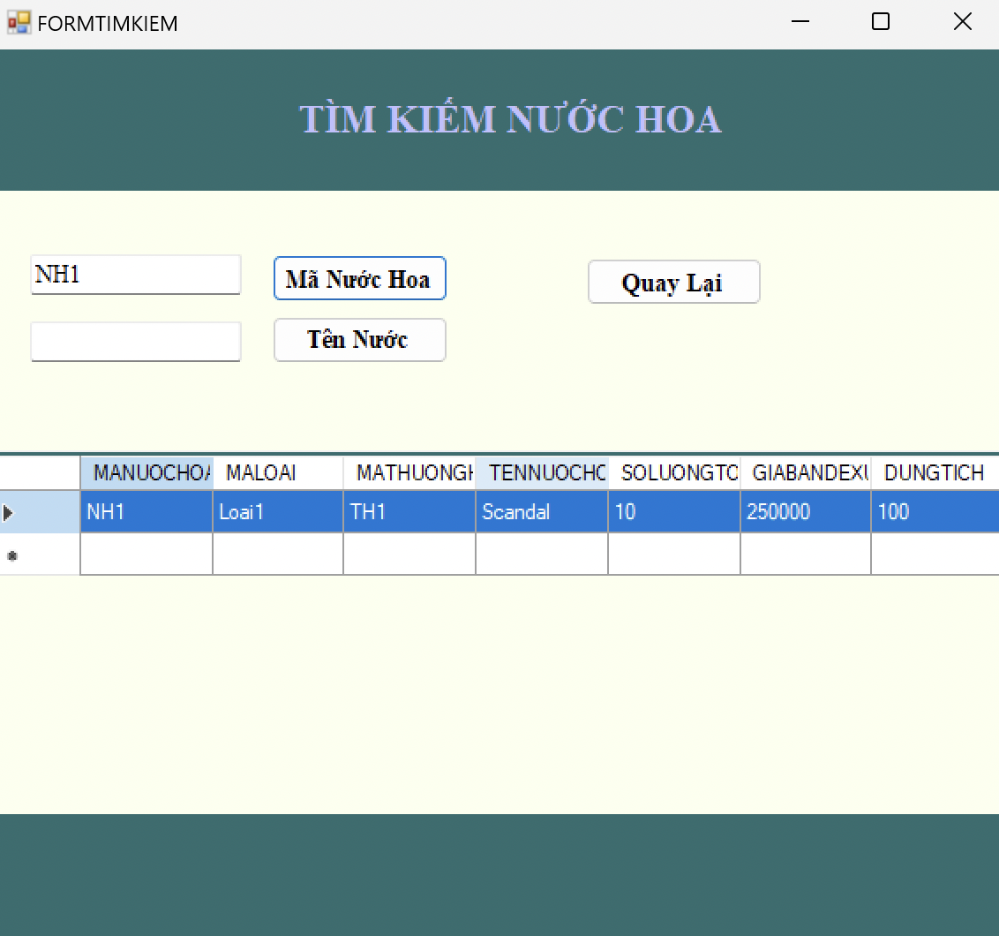 FORMTIMKIEM
TÌM KIẾM NƯỚC HOA
NH1 Mã Nước Hoa Quay Lại
Tên Nước
MANUOCHOA MALOAI MATHUONGH TENNUOCHO SOLUONGTO GIABANDEXU DUNGTICH
NH1 Loai1 TH1 Scandal 10 250000 100